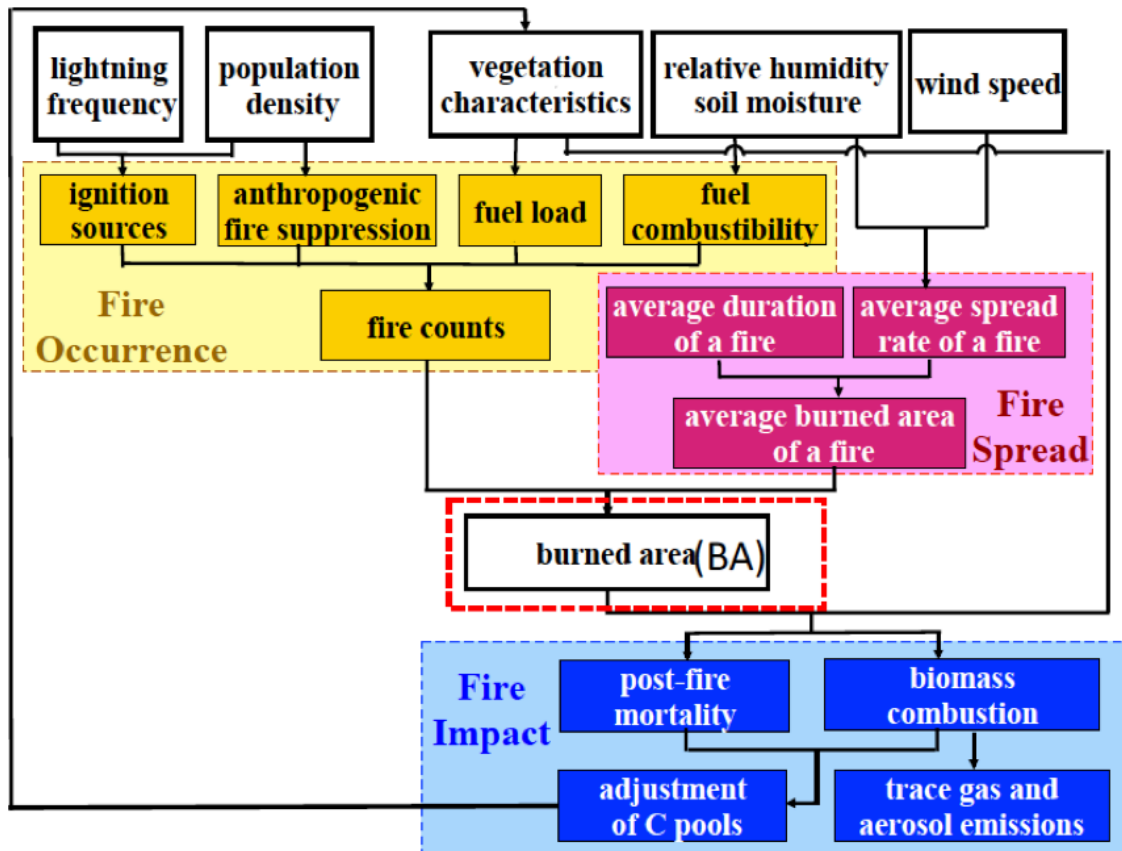 lightning
frequency
population
density
vegetation
characteristics
relative humidity
soil moisture
wind speed
ignition
sources
anthropogenic
fire suppression
fuel load
fuel
combustibility
Fire
Occurrence
fire counts
average duration
of a fire
average spread
rate of a fire
average burned area
of a fire
Fire
Spread
burned area(BA)
Fire
Impact
post-fire
mortality
biomass
combustion
adjustment
of C pools
trace gas and
aerosol emissions